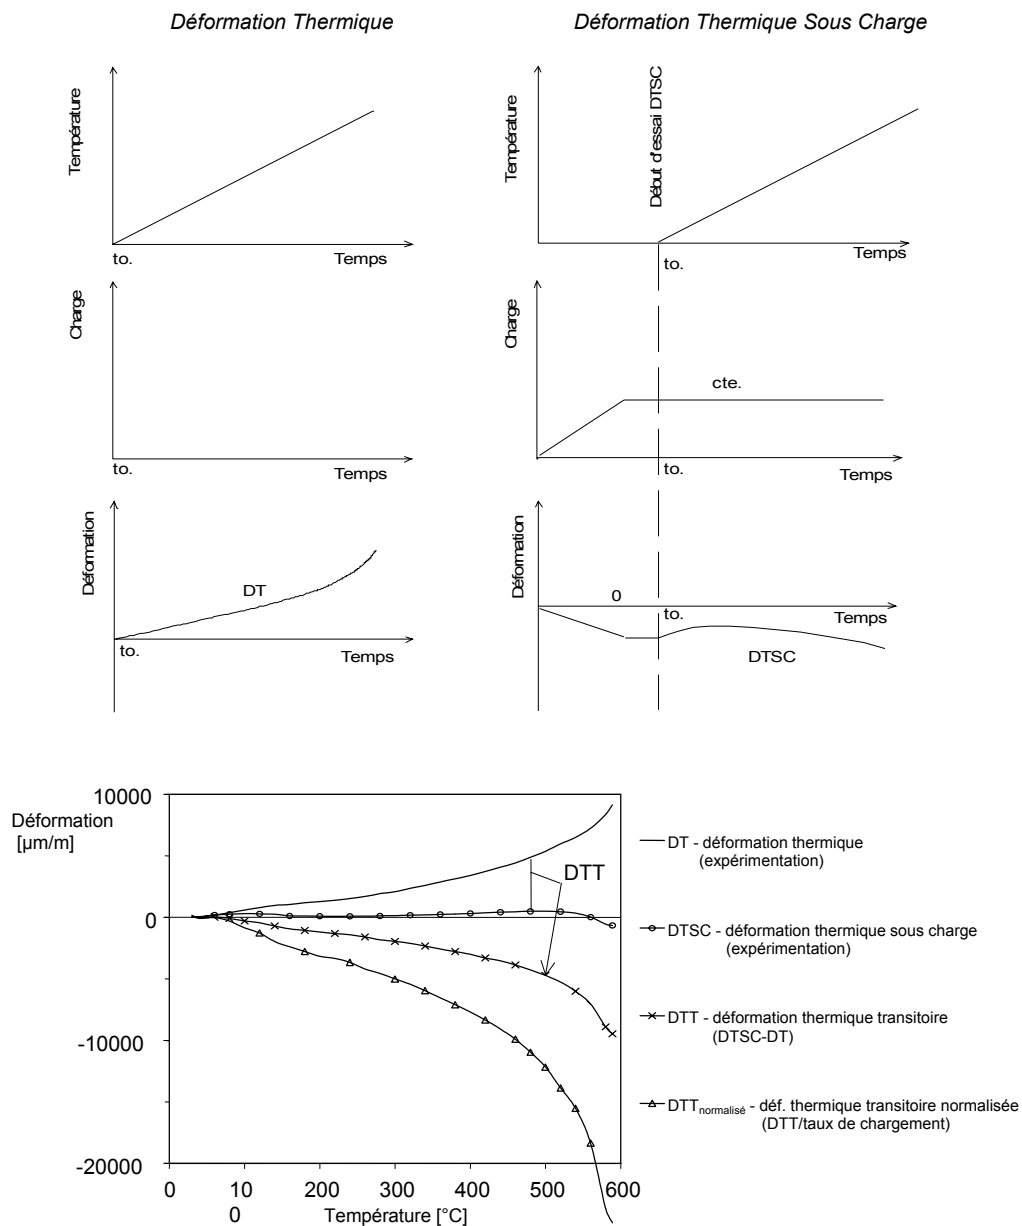 Déformation Thermique
Déformation Thermique Sous Charge
Température
to.
Temps
Température
Début d'essai DTSC
to.
Temps
Charge
to.
Temps
Charge
cte.
to.
Temps
Déformation
DT
to.
Temps
Déformation
0
to.
Temps
DTSC
Déformation
[µm/m]
10000
0
-10000
-20000
DTT
0
10
0
200
300
400
500
600
Température [°C]
DT - déformation thermique
(expérimentation)
DTSC - déformation thermique sous charge
(expérimentation)
DTT - déformation thermique transitoire
(DTSC-DT)
DTTnormalisé - déf. thermique transitoire normalisée
(DTT/taux de chargement)